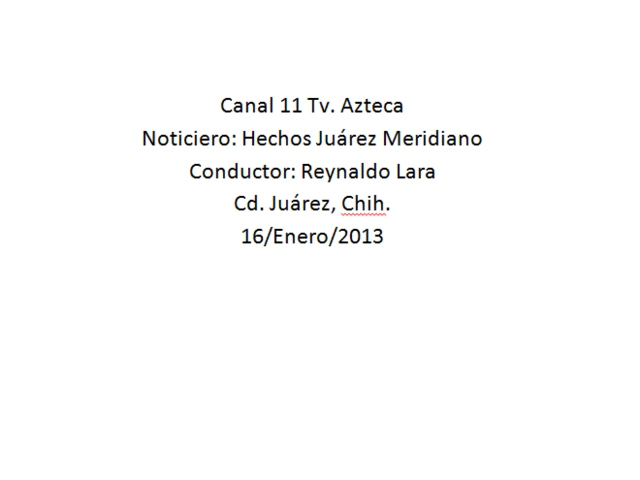 Canal 11 Tv. Azteca
Noticiero: Hechos Juárez Meridiano
Conductor: Reynaldo Lara
Cd. Juárez, Chih.
16/Enero/2013